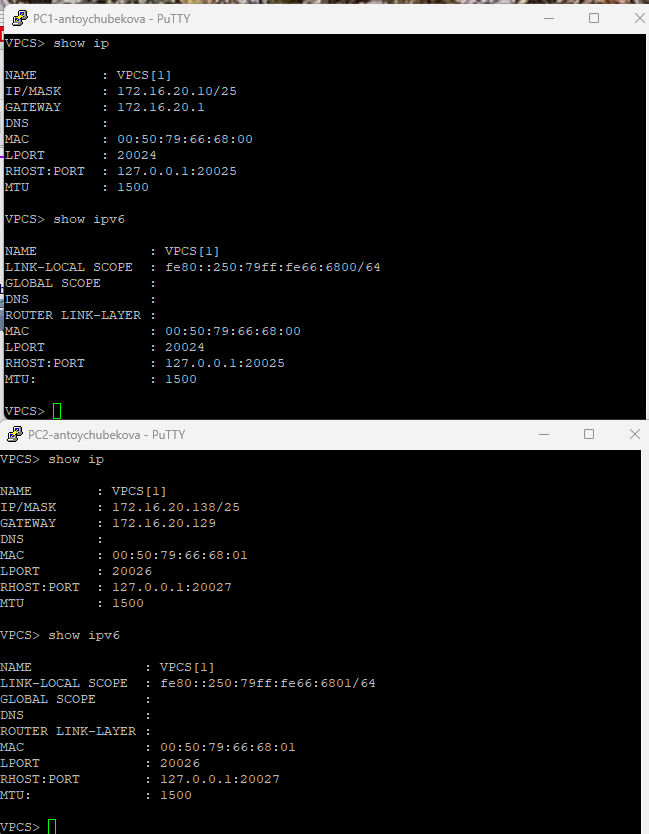 PC1-antoychubekova - PuTTY
VPCS> show ip
NAME : VPCS[1]
IP/MASK : 172.16.20.10/25
GATEWAY : 172.16.20.1
DNS :
MAC : 00:50:79:66:68:00
LPORT : 20024
RHOST:PORT : 127.0.0.1:20025
MTU : 1500
VPCS> show ipv6
NAME : VPCS[1]
LINK-LOCAL SCOPE : fe80::250:79ff:fe66:6800/64
GLOBAL SCOPE :
DNS :
ROUTER LINK-LAYER :
MAC : 00:50:79:66:68:00
LPORT : 20024
RHOST:PORT : 127.0.0.1:20025
MTU: : 1500
VPCS>
PC2-antoychubekova - PuTTY
VPCS> show ip
NAME : VPCS[1]
IP/MASK : 172.16.20.138/25
GATEWAY : 172.16.20.129
DNS :
MAC : 00:50:79:66:68:01
LPORT : 20026
RHOST:PORT : 127.0.0.1:20027
MTU : 1500
VPCS> show ipv6
NAME : VPCS[1]
LINK-LOCAL SCOPE : fe80::250:79ff:fe66:6801/64
GLOBAL SCOPE :
DNS :
ROUTER LINK-LAYER :
MAC : 00:50:79:66:68:01
LPORT : 20026
RHOST:PORT : 127.0.0.1:20027
MTU: : 1500
VPCS>